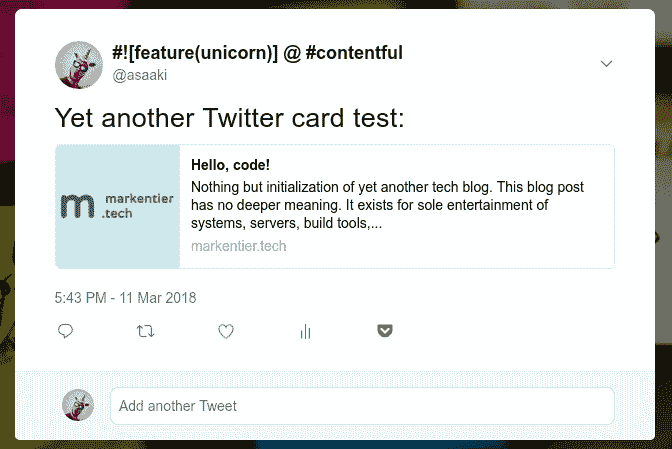 #![feature(unicorn)] @ #contentful
@asaaki
Yet another Twitter card test:
m markentier
.tech
Hello, code!
Nothing but initialization of yet another tech blog. This blog post
has no deeper meaning. It exists for sole entertainment of
systems, servers, build tools,...
markentier.tech
5:43 PM - 11 Mar 2018
Add another Tweet